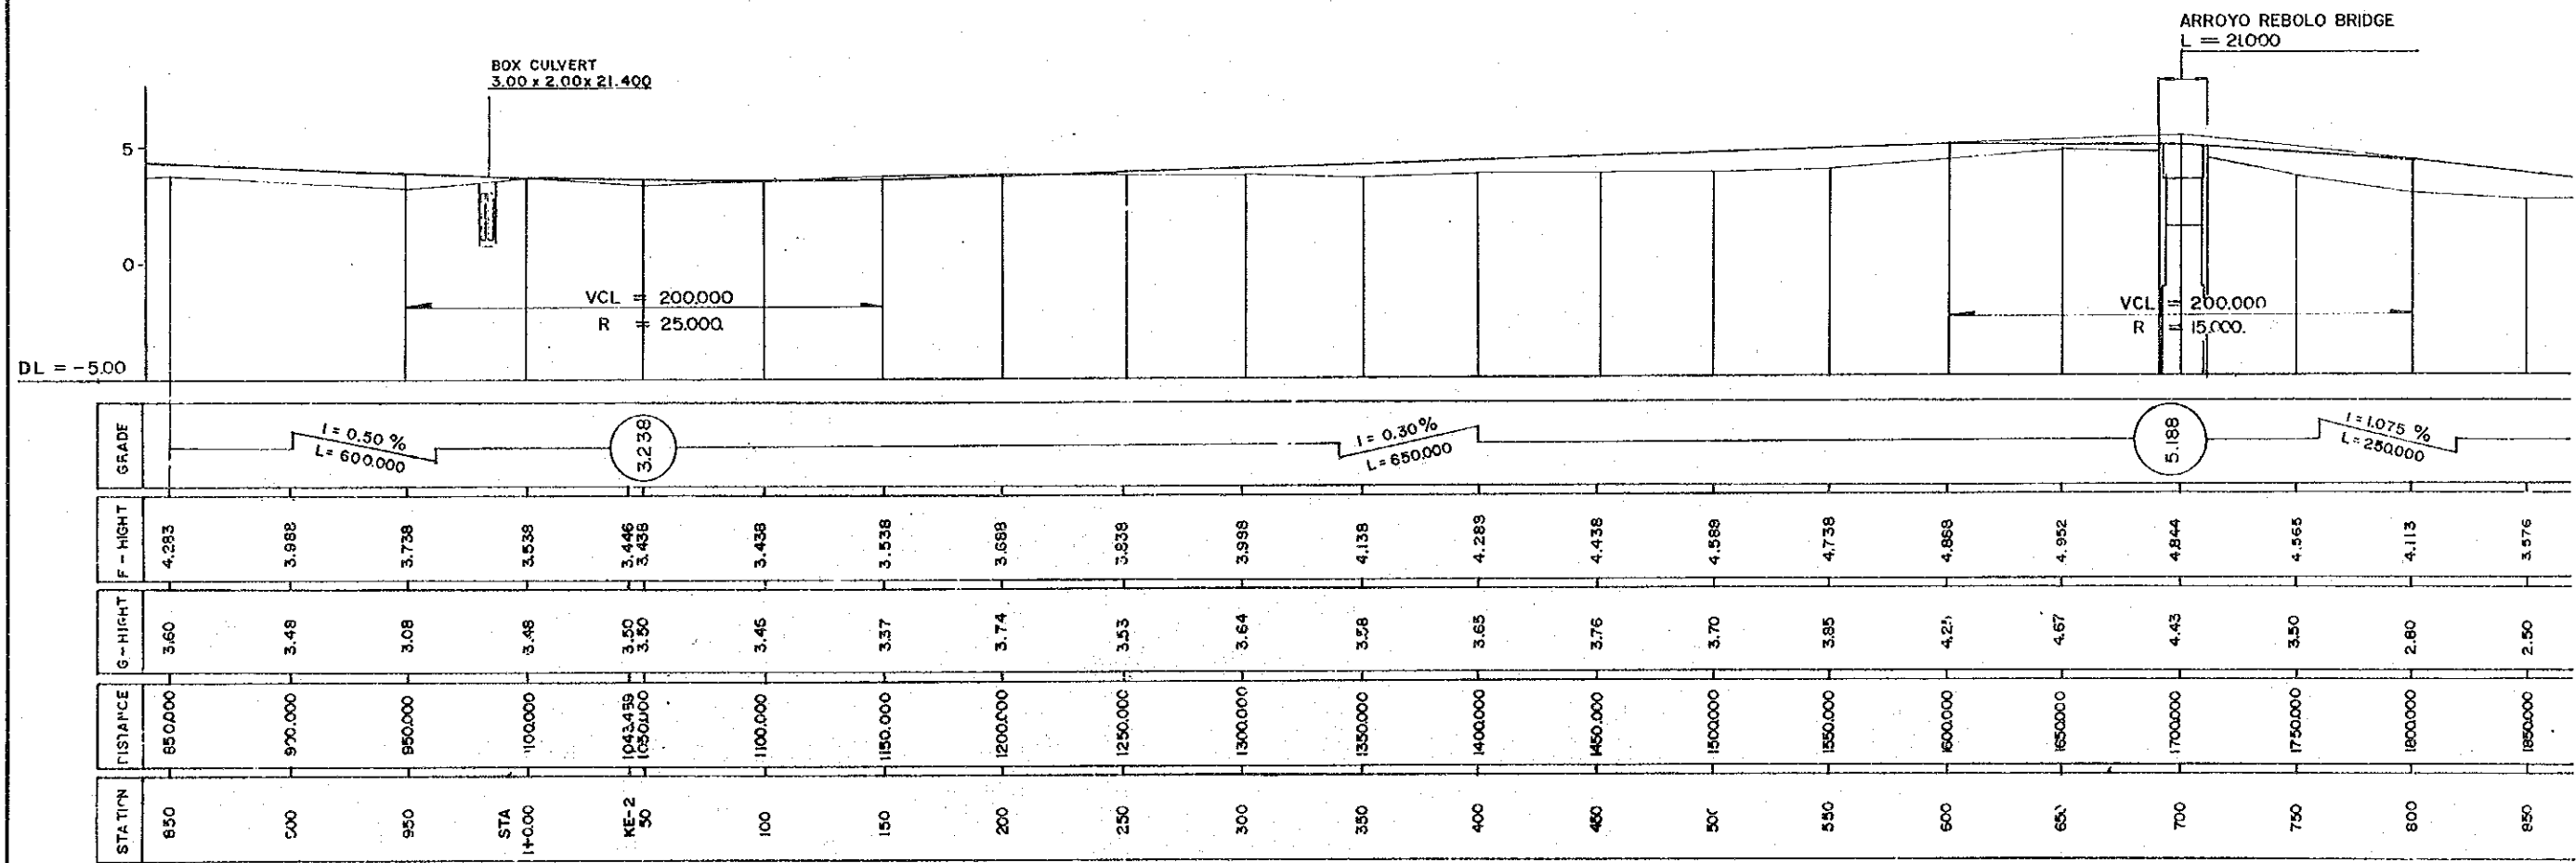 ARROYO REBOLO BRIDGE
L = 21.000
BOX CULVERT
3.00 x 2.00 x 21.400
5
0
VCL = 200.000
R = 25.000.
VCL = 200.000
R = 15.000.
DL = -5.00
GRADE
I = 0.50 %
L = 600.000
3.238
I = 0.30 %
L = 650.000
5.188
I = 1.075 %
L = 250.000
F - HIGHT
4.283 3.988 3.738 3.538 3.446 3.438 3.438 3.538 3.688 3.838 3.988 4.138 4.288 4.438 4.588 4.738 4.868 4.952 4.844 4.565 4.113 3.576
G - HIGHT
3.60 3.48 3.08 3.48 3.50 3.50 3.46 3.37 3.74 3.53 3.64 3.58 3.65 3.76 3.70 3.85 4.25 4.67 4.43 3.50 2.80 2.50
DISTANCE
850.000 900.000 950.000 1043.459 1050.000 1100.000 1150.000 1200.000 1250.000 1300.000 1350.000 1400.000 1450.000 1500.000 1550.000 1600.000 1650.000 1700.000 1750.000 1800.000 1850.000
STATION
850 900 950 STA 1+0.00 KE-2 50 100 150 200 250 300 350 400 450 50 550 600 650 700 750 800 850